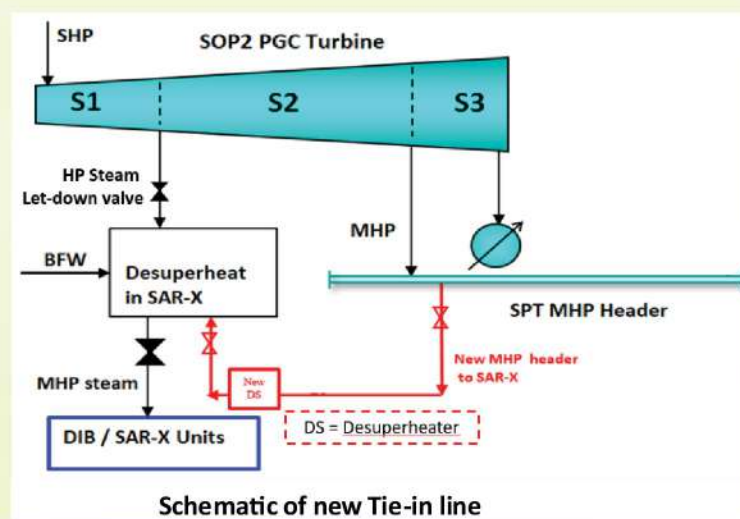 SHP
SOP2 PGC Turbine
S1
S2
S3
HP Steam
Let-down valve
MHP
BFW
Desuperheat
in SAR-X
SPT MHP Header
New MHP header
to SAR-X
MHP steam
New
DS
DS = Desuperheater
DIB / SAR-X Units
Schematic of new Tie-in line